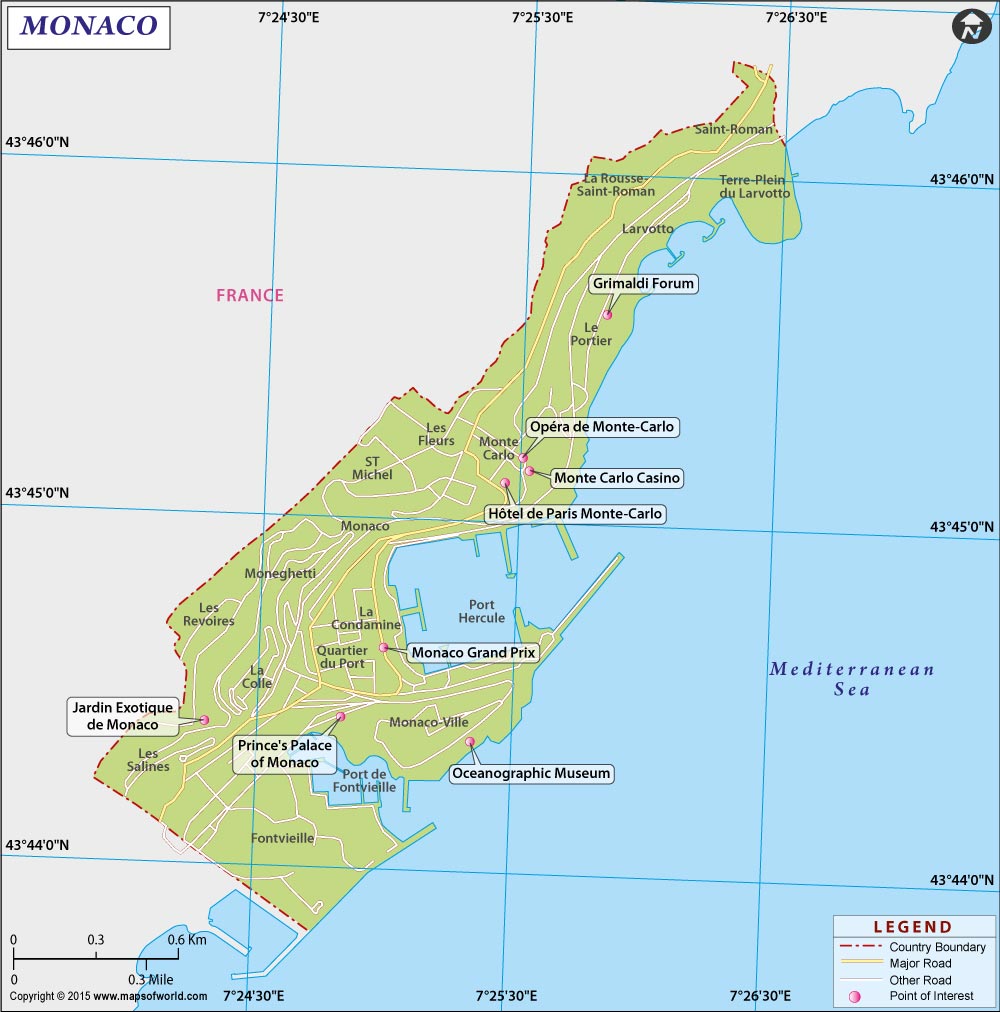 MONACO
7°24'30"E
7°25'30"E
7°26'30"E
N
43°46'0"N
43°46'0"N
Saint-Roman
La Rousse-
Saint-Roman
Terre-Plein
du Larvotto
Larvotto
Grimaldi Forum
FRANCE
Le
Portier
Les
Fleurs
Opéra de Monte-Carlo
Monte
Carlo
ST
Michel
Monte Carlo Casino
43°45'0"N
Hôtel de Paris Monte-Carlo
Monaco
43°45'0"N
Moneghetti
Les
Revoires
La
Condamine
Port
Hercule
Quartier
du Port
Monaco Grand Prix
La
Colle
Mediterranean
Sea
Jardin Exotique
de Monaco
Monaco-Ville
Les
Salines
Prince's Palace
of Monaco
Oceanographic Museum
Port de
Fontvieille
Fontvieille
43°44'0"N
43°44'0"N
0 0.3 0.6 Km
0 0.3 Mile
Copyright © 2015 www.mapsofworld.com
7°24'30"E
7°25'30"E
7°26'30"E
LEGEND
Country Boundary
Major Road
Other Road
Point of Interest